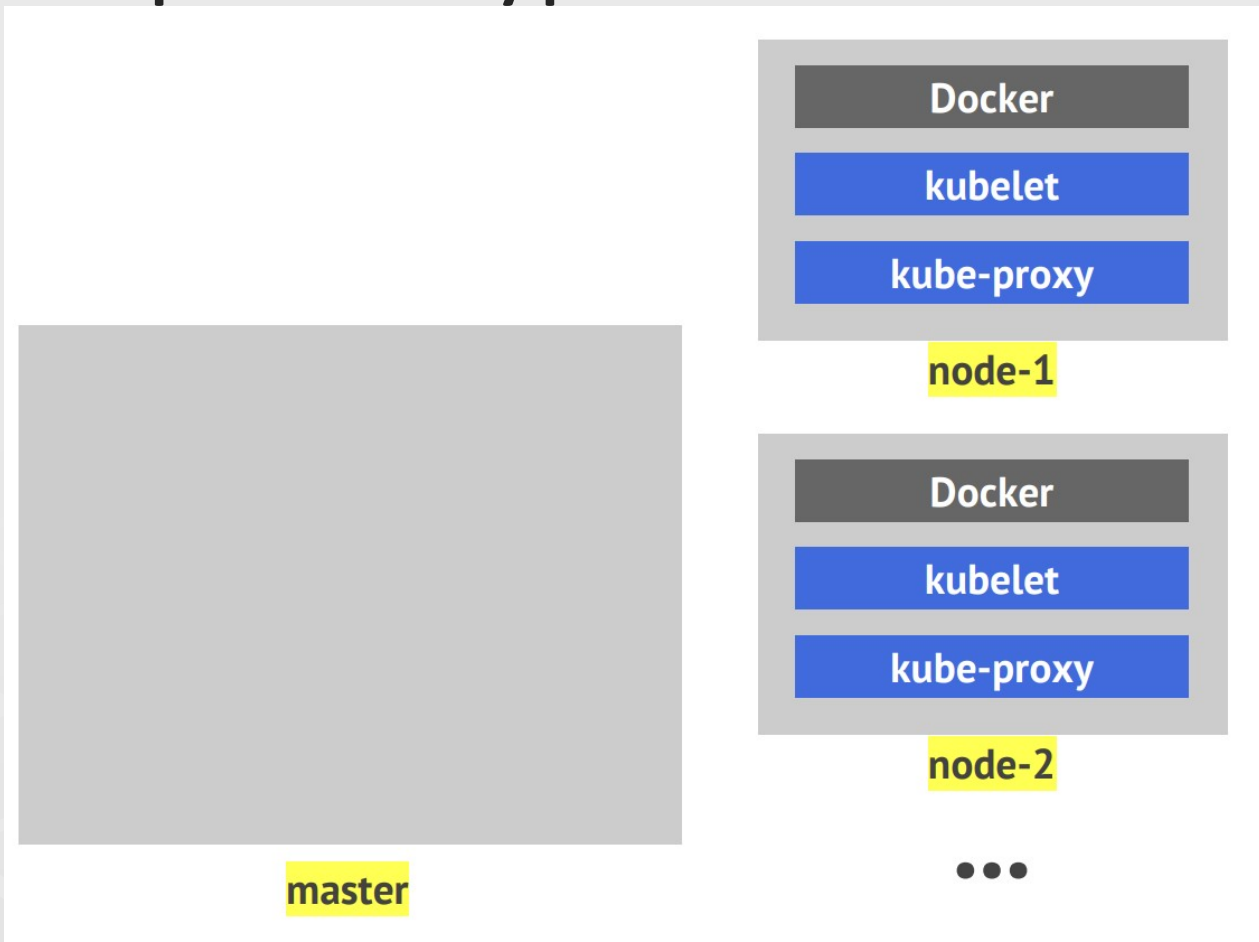 Docker
kubelet
kube-proxy
node-1
Docker
kubelet
kube-proxy
node-2
...
master